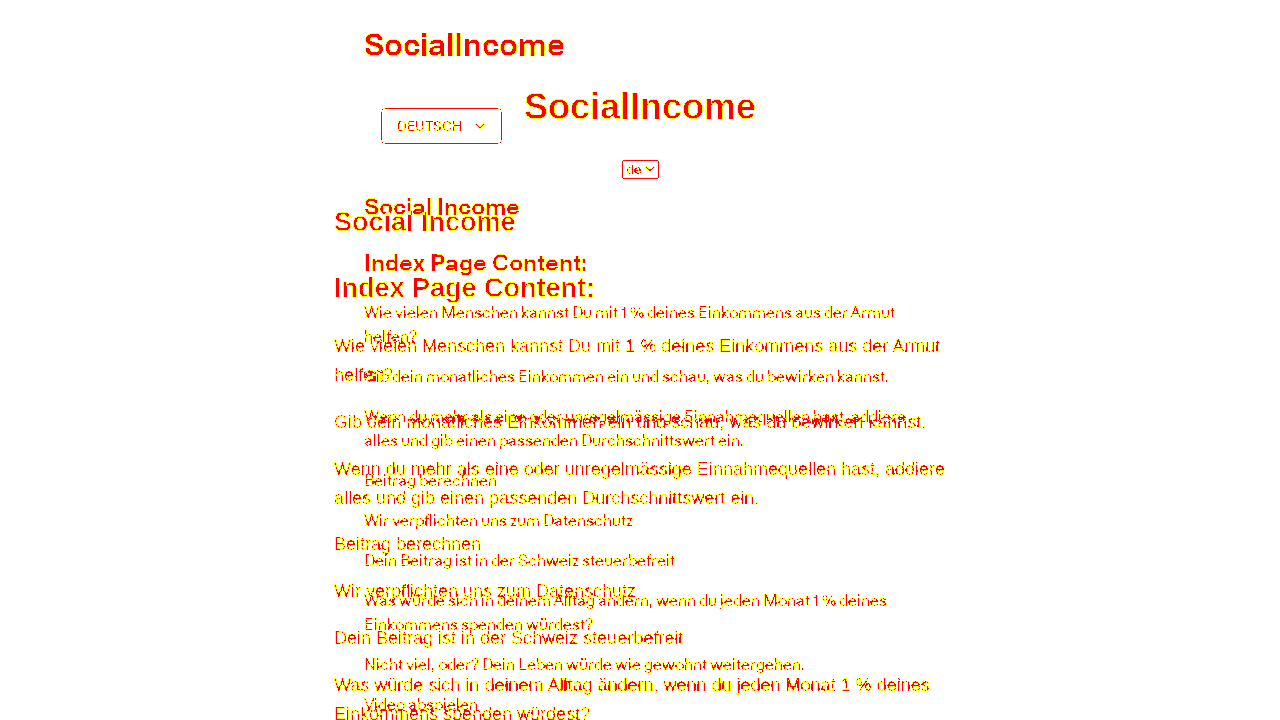 SocialIncome
SocialIncome
DEUTSCH
de
Social Income
Social Income
Index Page Content:
Index Page Content:
Wie vielen Menschen kannst Du mit 1 % deines Einkommens aus der Armut
helfen?
Wie vielen Menschen kannst Du mit 1 % deines Einkommens aus der Armut
helfen?
Gib dein monatliches Einkommen ein und schau, was du bewirken kannst.
Wenn du mehr als eine oder unregelmässige Einnahmequellen hast, addiere
Gib dein monatliches Einkommen ein und schau, was du bewirken kannst.
alles und gib einen passenden Durchschnittswert ein.
Wenn du mehr als eine oder unregelmässige Einnahmequellen hast, addiere
Beitrag berechnen
alles und gib einen passenden Durchschnittswert ein.
Wir verpflichten uns zum Datenschutz
Beitrag berechnen
Dein Beitrag ist in der Schweiz steuerbefreit
Wir verpflichten uns zum Datenschutz
Was würde sich in deinem Alltag ändern, wenn du jeden Monat 1 % deines
Einkommens spenden würdest?
Dein Beitrag ist in der Schweiz steuerbefreit
Nicht viel, oder? Dein Leben würde wie gewohnt weitergehen.
Was würde sich in deinem Alltag ändern, wenn du jeden Monat 1 % deines
Video abspielen
Einkommens spenden würdest?